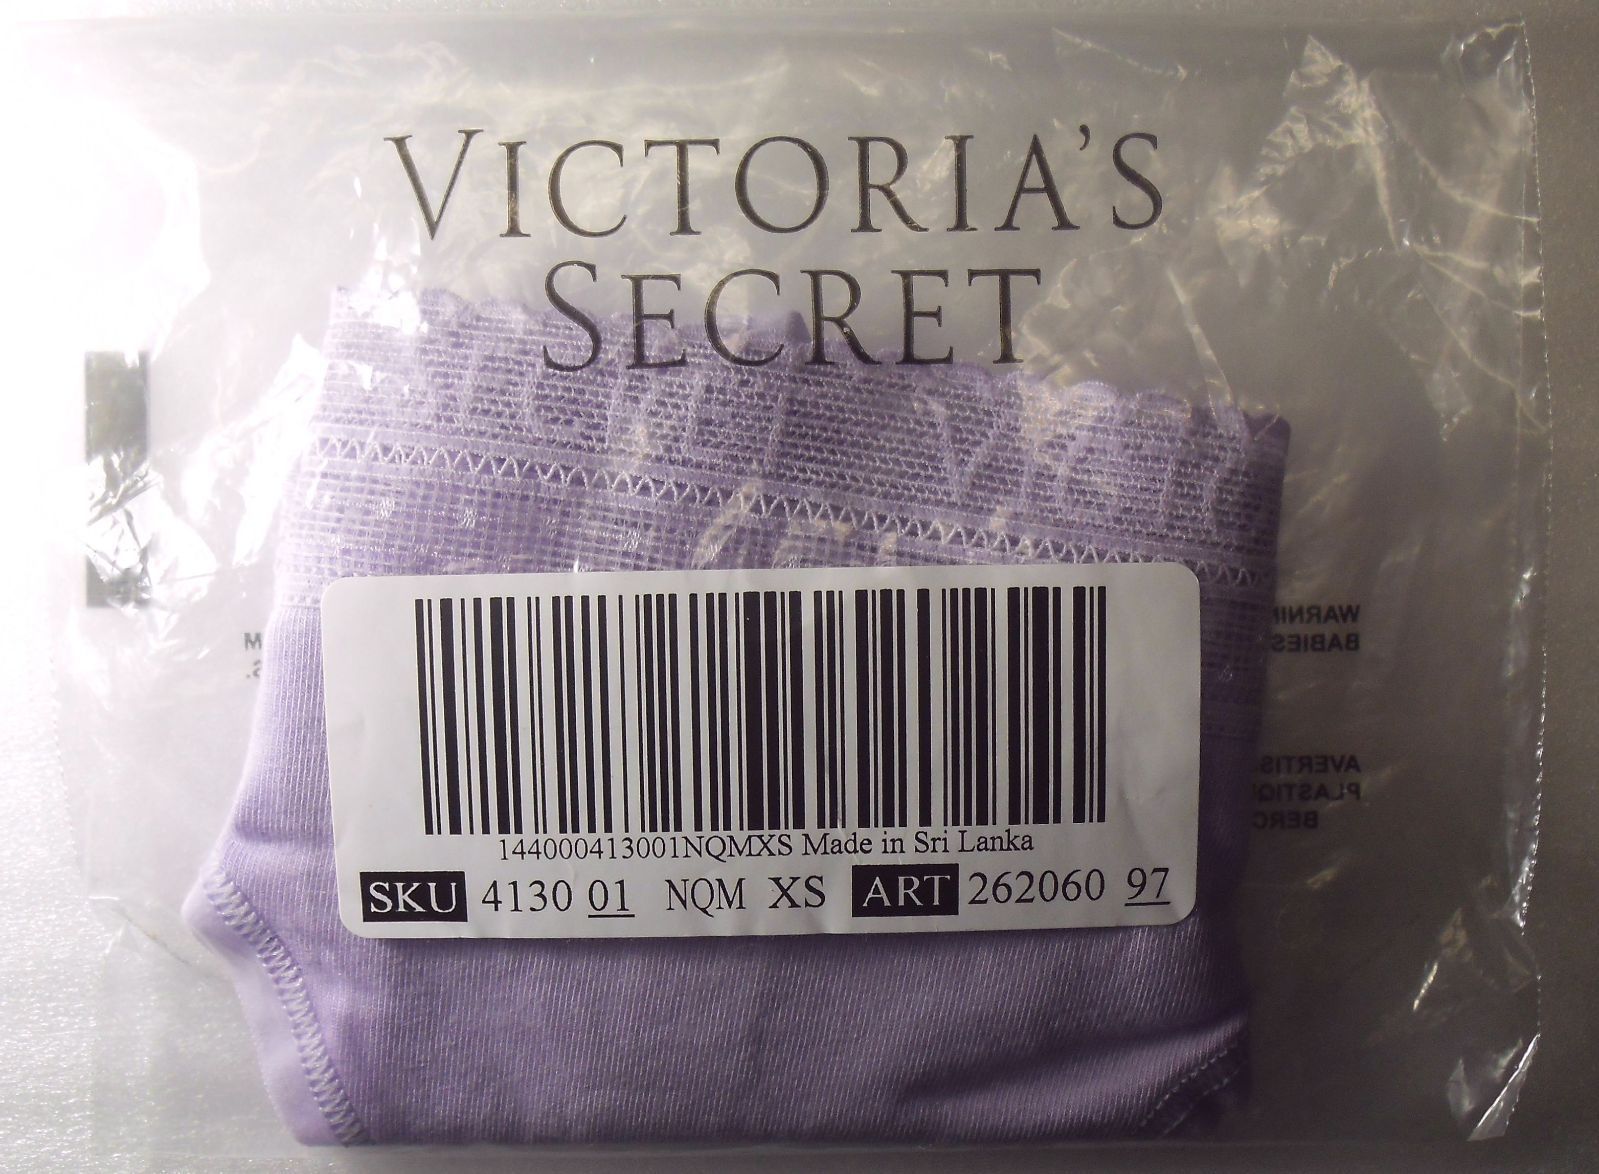 VICTORIA'S
SECRET
144000413001NQMXS Made in Sri Lanka
SKU 4130 01 NQM XS ART 262060 97